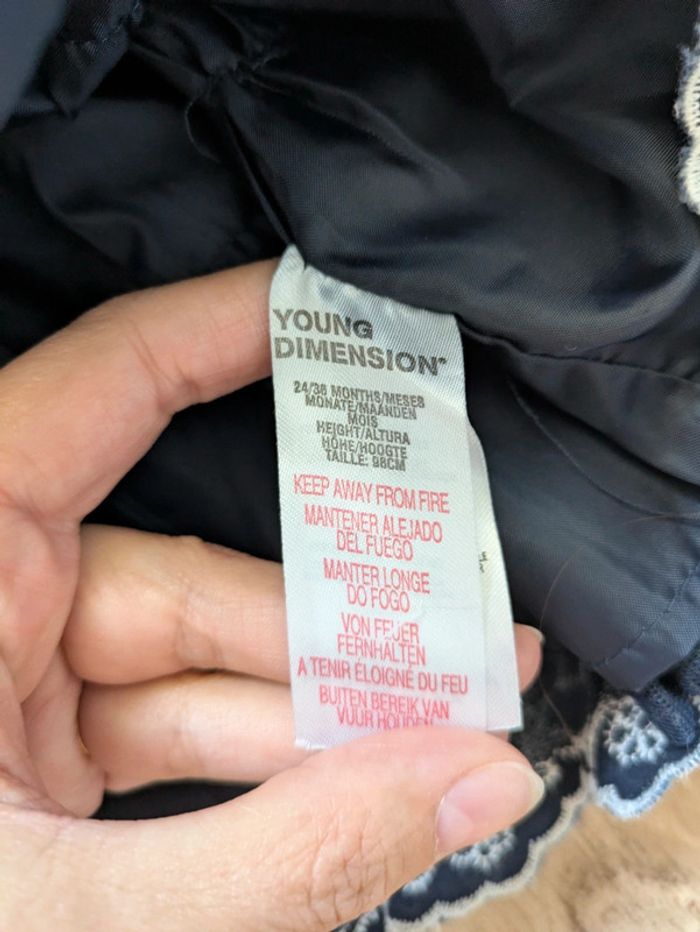 YOUNG
DIMENSION®
24/36 MONTHS/MESES
MONATE/MAANDEN
MOIS
HEIGHT/ALTURA
HÖHE/HOOGTE
TAILLE: 98CM
KEEP AWAY FROM FIRE
MANTENER ALEJADO
DEL FUEGO
MANTER LONGE
DO FOGO
VON FEUER
FERNHALTEN
A TENIR ÉLOIGNÉ DU FEU
BUITEN BEREIK VAN
VUUR HOUDEN